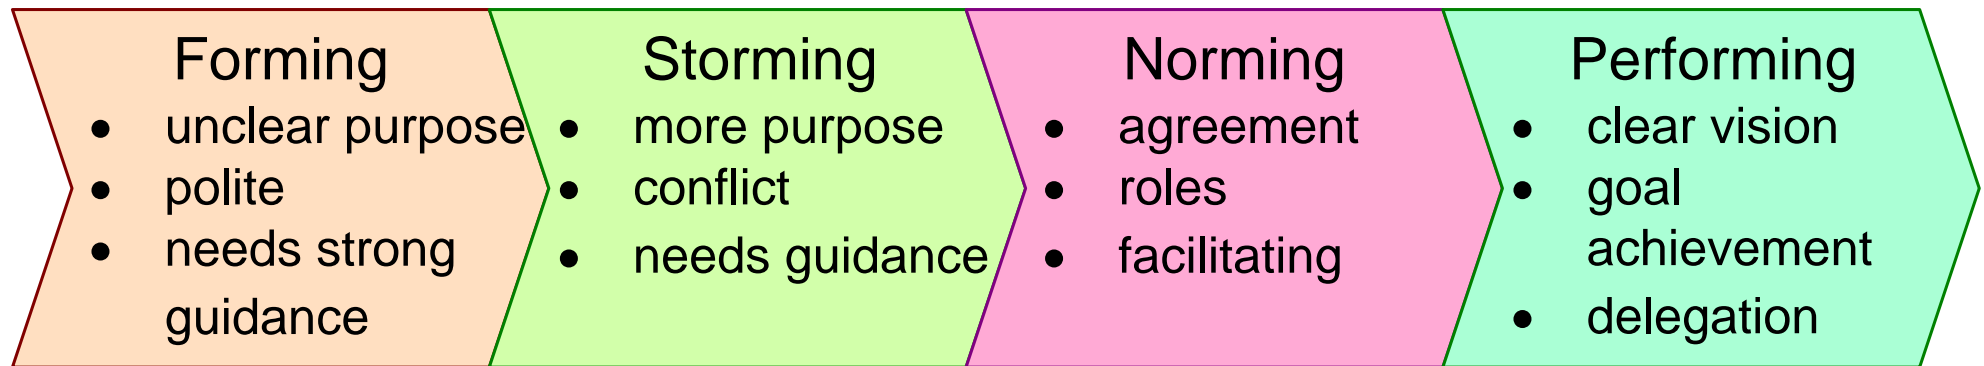 Forming
• unclear purpose
• polite
• needs strong
guidance
Storming
• more purpose
• conflict
• needs guidance
Norming
• agreement
• roles
• facilitating
Performing
• clear vision
• goal
achievement
• delegation